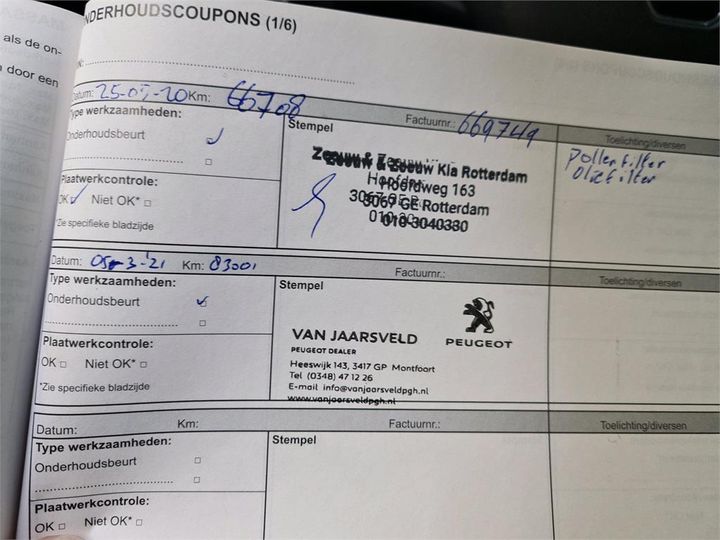 NDERHOUDSCOUPONS (1/6)
als de on-
door een
Datum: 25-05-20 Km: 66708 Factuurnr.: 669749 Toelichting/diversen
Type werkzaamheden:
Stempel
Pollenfilter
Oliefilter
Onderhoudsbeurt
Zeeuw & Zeeuw Kia Rotterdam
Hoofdweg 163
3067 GE Rotterdam
010-3040330
Plaatwerkcontrole:
OK Niet OK*
*Zie specifieke bladzijde
Datum: 05-3-'21 Km: 83001 Factuurnr.: Toelichting/diversen
Type werkzaamheden:
Stempel
Onderhoudsbeurt
VAN JAARSVELD
PEUGEOT DEALER
PEUGEOT
Heeswijk 143, 3417 GP Montfoort
Tel (0348) 47 12 26
E-mail info@vanjaarsveldpgh.nl
www.vanjaarsveldpgh.nl
Plaatwerkcontrole:
OK Niet OK*
*Zie specifieke bladzijde
Datum: Km: Factuurnr.: Toelichting/diversen
Type werkzaamheden:
Stempel
Onderhoudsbeurt
Plaatwerkcontrole:
OK Niet OK*